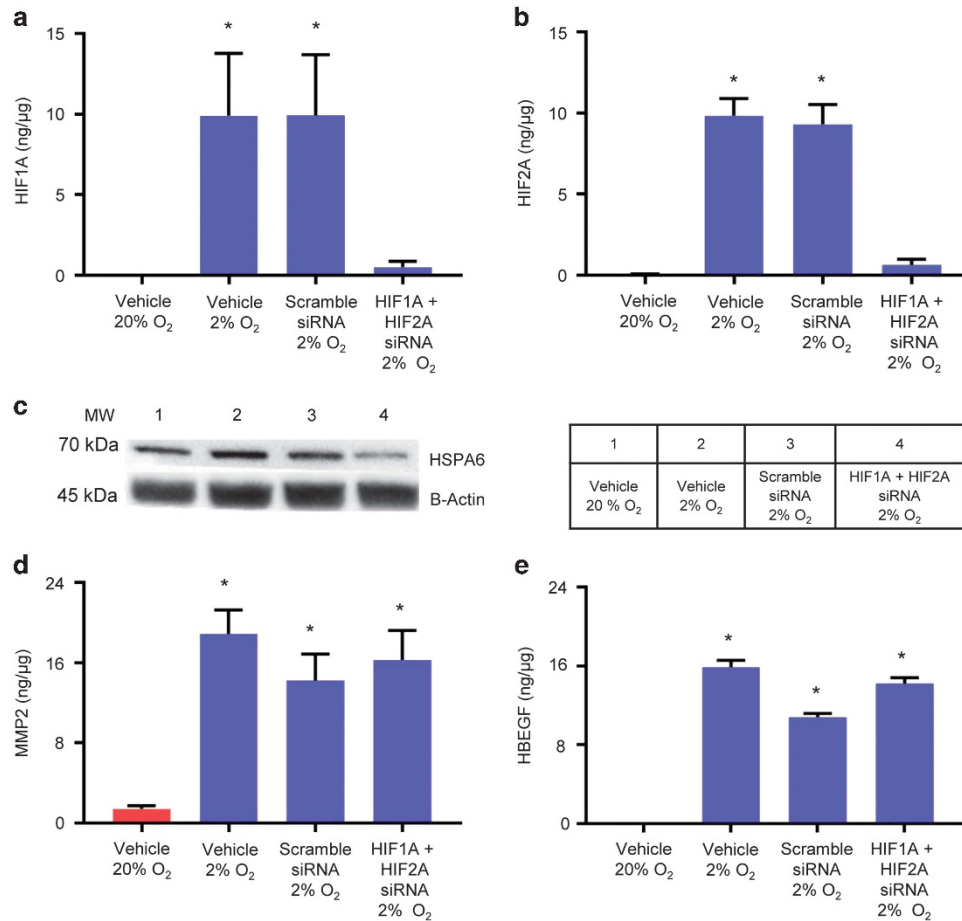 a
HIF1A (ng/µg)
15
10
5
0
*
*
Vehicle
20% O₂
Vehicle
2% O₂
Scramble
siRNA
2% O₂
HIF1A +
HIF2A
siRNA
2% O₂
b
HIF2A (ng/µg)
15
10
5
0
*
*
Vehicle
20% O₂
Vehicle
2% O₂
Scramble
siRNA
2% O₂
HIF1A +
HIF2A
siRNA
2% O₂
c
MW 1 2 3 4
70 kDa
HSPA6
45 kDa
B-Actin
1 2 3 4
Vehicle
20 % O₂
Vehicle
2% O₂
Scramble
siRNA
2% O₂
HIF1A + HIF2A
siRNA
2% O₂
d
MMP2 (ng/µg)
24
16
8
0
*
*
*
Vehicle
20% O₂
Vehicle
2% O₂
Scramble
siRNA
2% O₂
HIF1A +
HIF2A
siRNA
2% O₂
e
HBEGF (ng/µg)
24
16
8
0
*
*
*
Vehicle
20% O₂
Vehicle
2% O₂
Scramble
siRNA
2% O₂
HIF1A +
HIF2A
siRNA
2% O₂